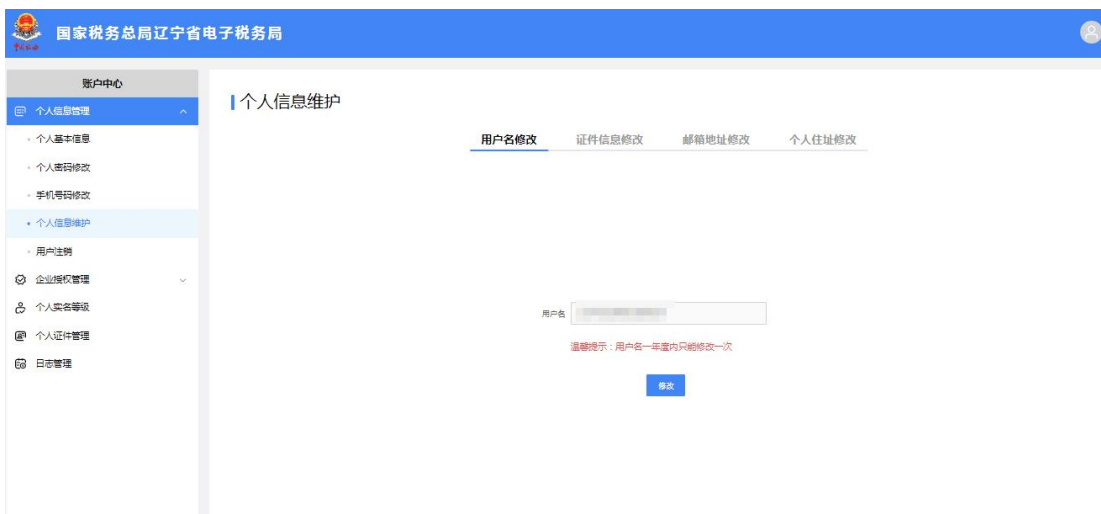 国家税务总局辽宁省电子税务局
账户中心
个人信息管理
个人基本信息
个人密码修改
手机号码修改
个人信息维护
用户注销
企业授权管理
个人实名等级
个人证件管理
日志管理
个人信息维护
用户名修改 证件信息修改 邮箱地址修改 个人住址修改
用户名
温馨提示：用户名一年度内只能修改一次
修改